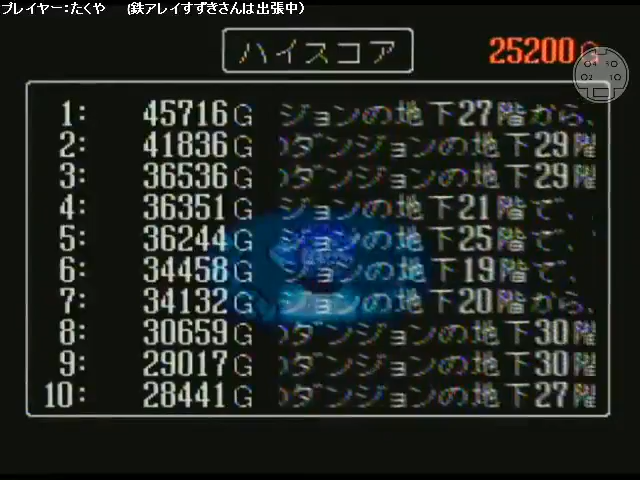 プレイヤー:たくや (鉄アレイすずきさんは出張中)
ハイスコア
25200G
1: 45716G ジョンの地下27階から、
2: 41836G のダンジョンの地下29階
3: 36536G のダンジョンの地下29階
4: 36351G ジョンの地下21階で、
5: 36244G ジョンの地下25階で、
6: 34458G ジョンの地下19階で、
7: 34132G ジョンの地下20階から、
8: 30659G のダンジョンの地下30階
9: 29017G のダンジョンの地下30階
10: 28441G のダンジョンの地下27階